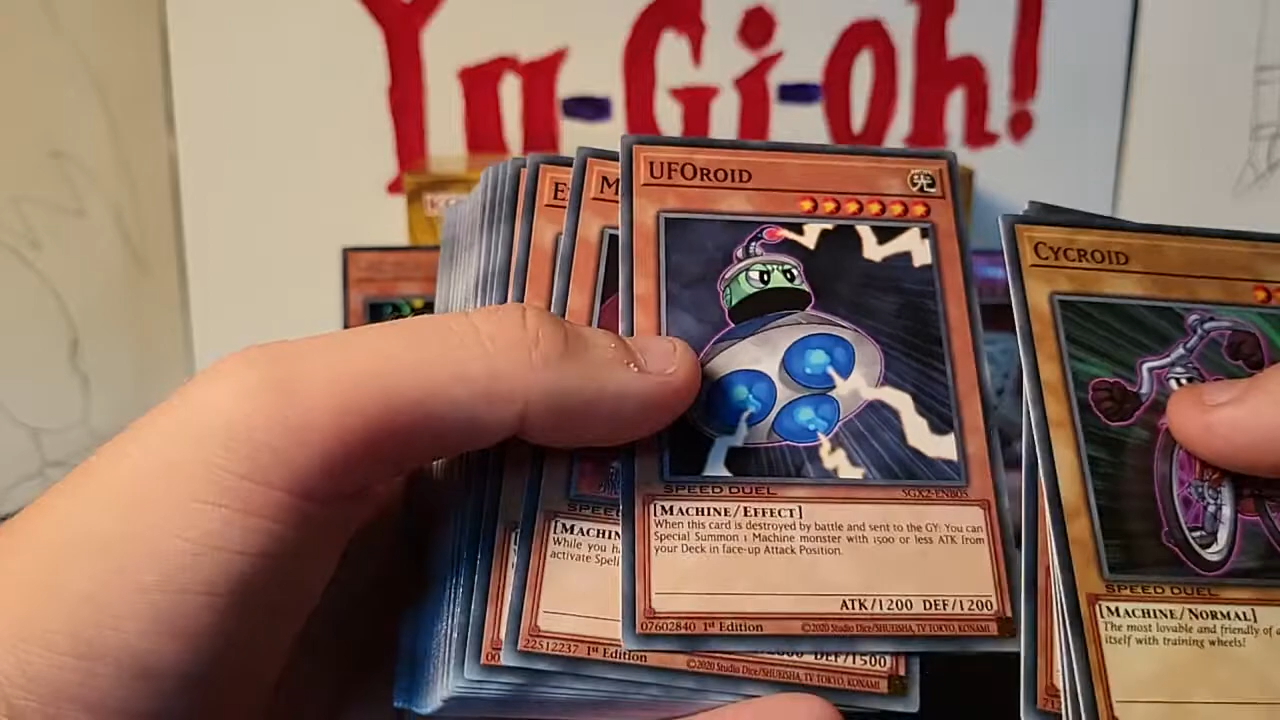 Yu-Gi-oh!
UFOROID
光
SPEED DUEL
SGX2-ENB05
[MACHINE/EFFECT]
When this card is destroyed by battle and sent to the GY: You can
Special Summon 1 Machine monster with 1500 or less ATK from
your Deck in face-up Attack Position.
ATK/1200 DEF/1200
07602840 1st Edition
©2020 Studio Dice/SHUEISHA, TV TOKYO, KONAMI
E
M
SPEE
[MACHIN
While you h
activate Spel
DEF/1500
22512237 1st Edition
©2020 Studio Dice/SHUEISHA, TV TOKYO, KONAMI
00
CYCROID
SPEED DUEL
[MACHINE/NORMAL]
The most lovable and friendly of a
itself with training wheels!
71